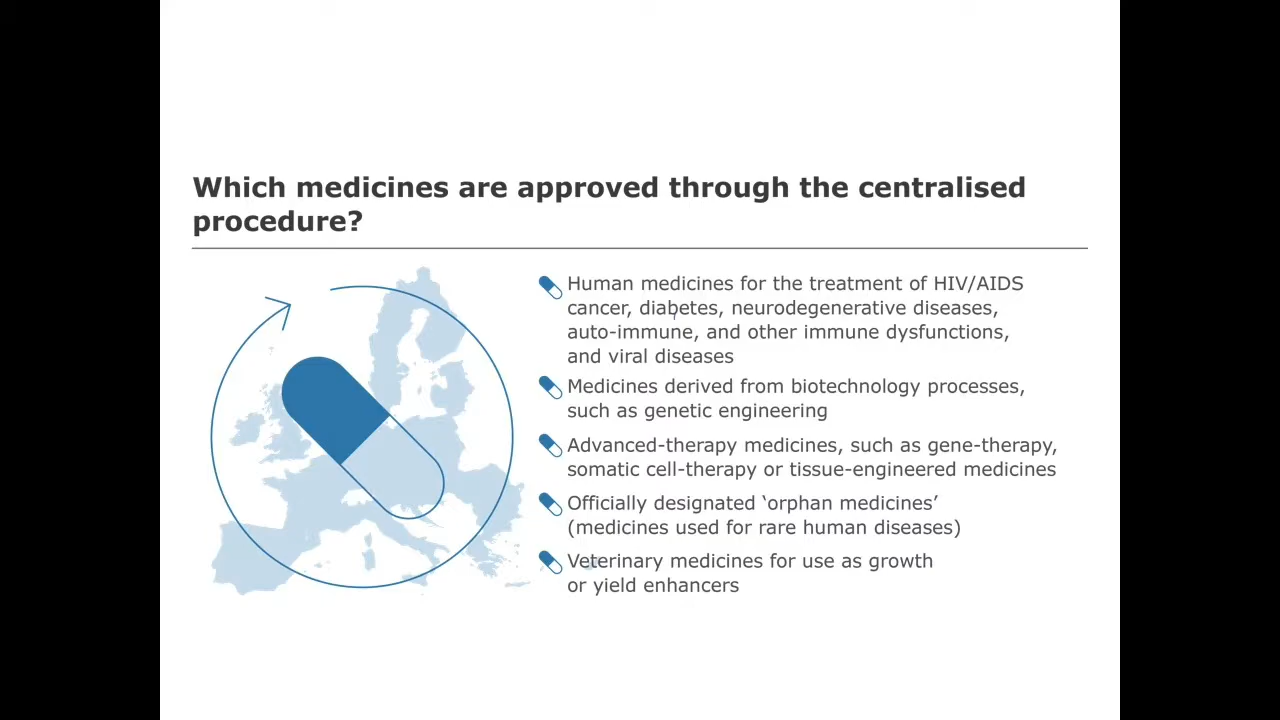 Which medicines are approved through the centralised
procedure?
Human medicines for the treatment of HIV/AIDS
cancer, diabetes, neurodegenerative diseases,
auto-immune, and other immune dysfunctions,
and viral diseases
Medicines derived from biotechnology processes,
such as genetic engineering
Advanced-therapy medicines, such as gene-therapy,
somatic cell-therapy or tissue-engineered medicines
Officially designated ‘orphan medicines’
(medicines used for rare human diseases)
Veterinary medicines for use as growth
or yield enhancers